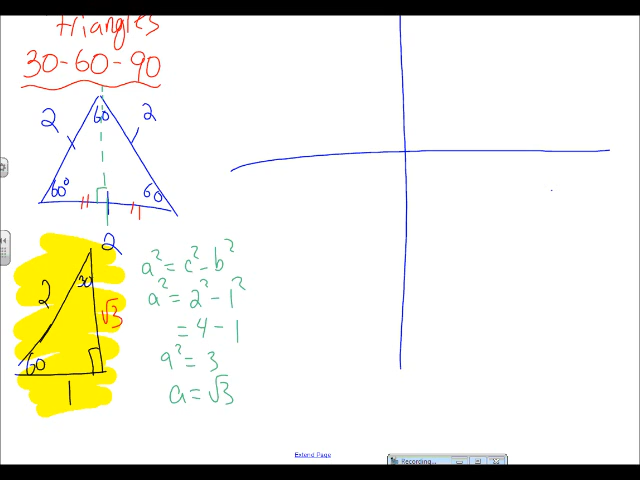 triangles
30-60-90
60
2
2
60°
60
2
30
2
√3
60
1
a² = c² - b²
a² = 2² - 1²
= 4 - 1
a² = 3
a = √3
Extend Page
Recording...